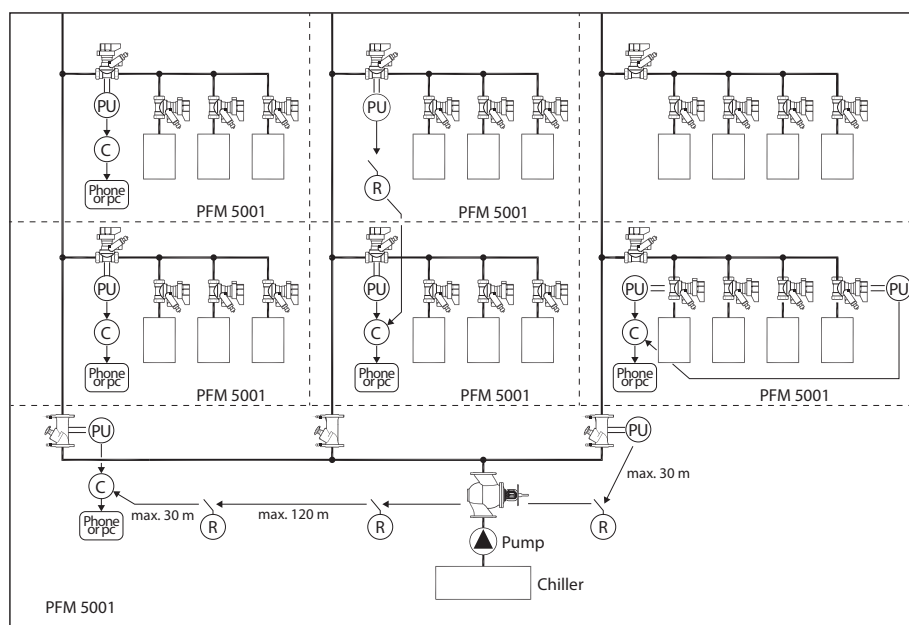 PU
PU
C
Phone
or pc
R
PFM 5001
PFM 5001
PU
PU
PU
PU
C
C
C
Phone
or pc
Phone
or pc
Phone
or pc
PFM 5001
PFM 5001
PFM 5001
PU
PU
max. 30 m
C
max. 30 m
max. 120 m
Phone
or pc
R
R
R
Pump
Chiller
PFM 5001